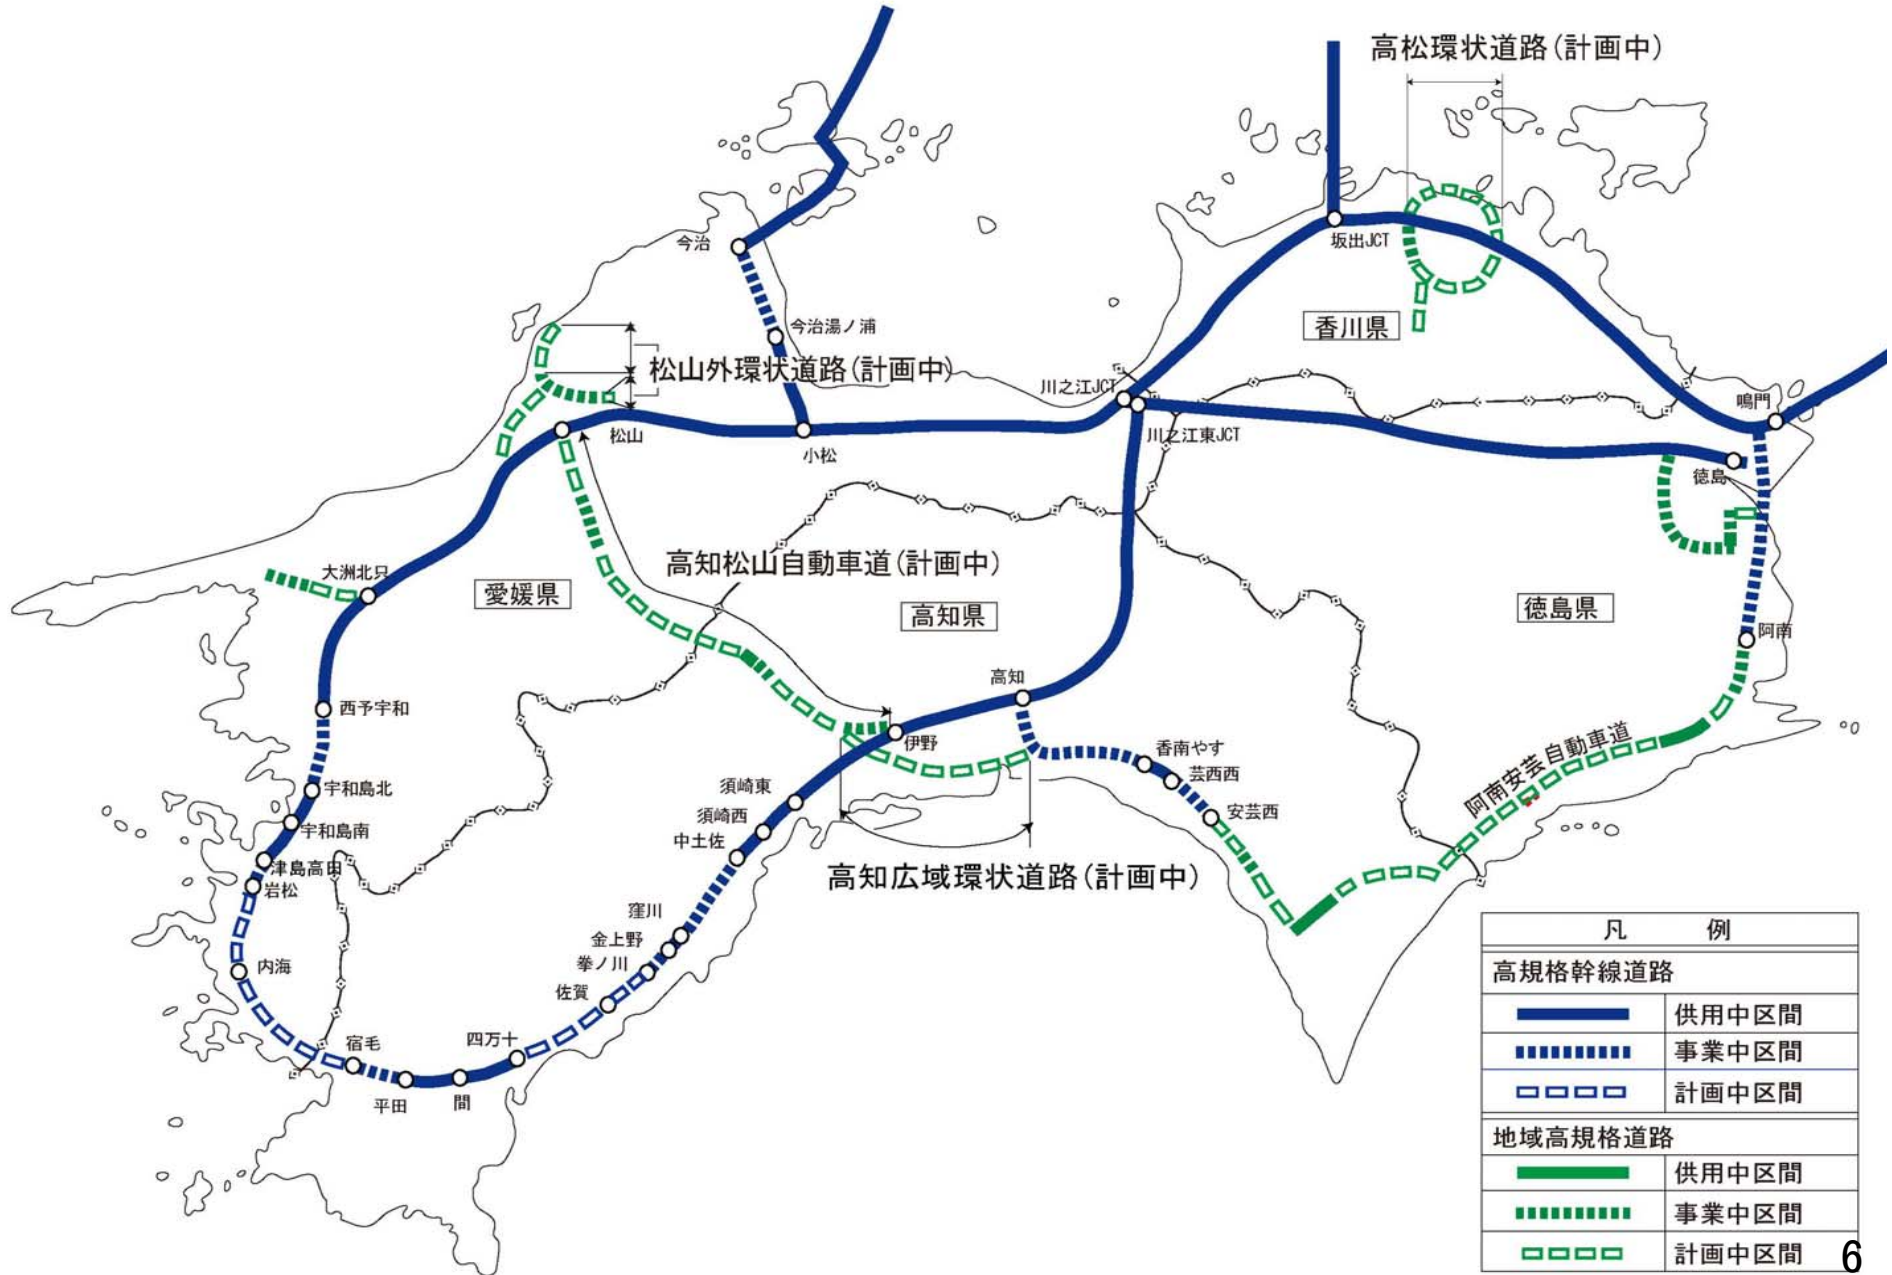 高松環状道路(計画中)
今治
坂出JCT
今治湯ノ浦
香川県
松山外環状道路(計画中)
川之江JCT
鳴門
松山
小松
川之江東JCT
徳島
高知松山自動車道(計画中)
大洲北只
愛媛県
高知県
徳島県
阿南
高知
西予宇和
伊野
香南やす
阿南安芸自動車道
芸西西
須崎東
宇和島北
須崎西
安芸西
宇和島南
中土佐
津島高田
岩松
高知広域環状道路(計画中)
窪川
金上野
拳ノ川
内海
佐賀
四万十
宿毛
平田
間
凡 例
高規格幹線道路
供用中区間
事業中区間
計画中区間
地域高規格道路
供用中区間
事業中区間
計画中区間
6